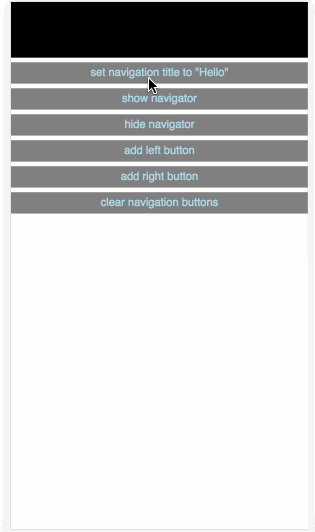 set navigation title to "Hello"
show navigator
hide navigator
add left button
add right button
clear navigation buttons